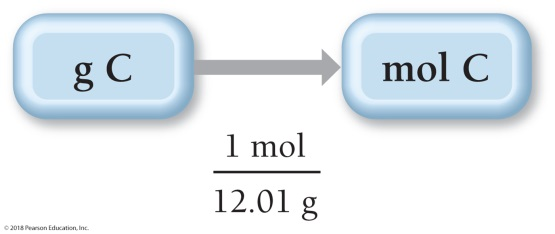 g C
mol C
1 mol
12.01 g
© 2018 Pearson Education, Inc.